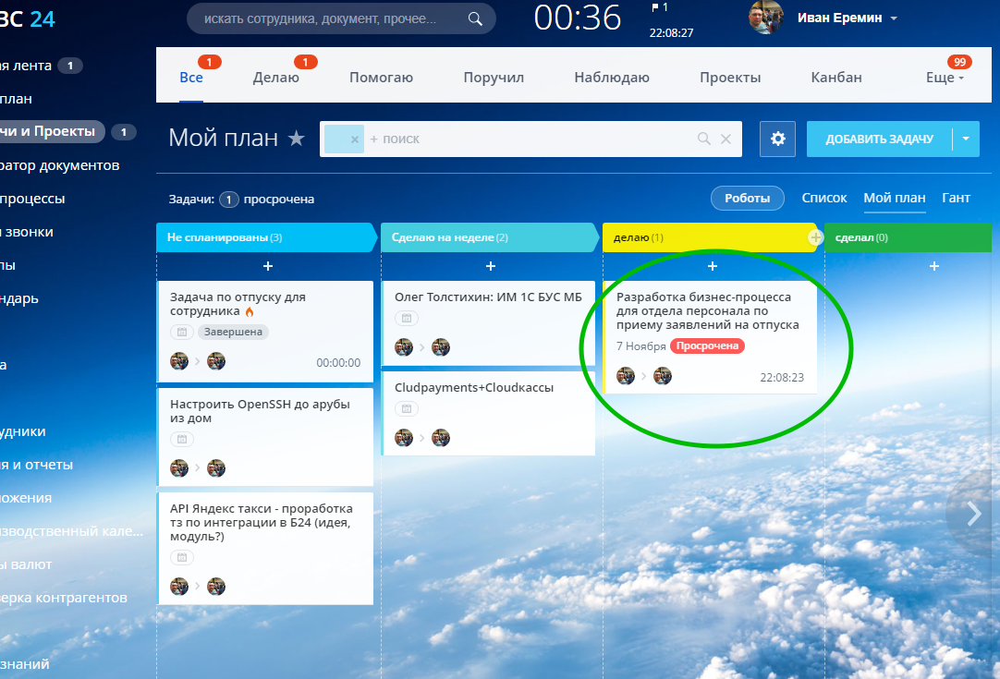 ВС 24
искать сотрудника, документ, прочее...
00:36
1
22:08:27
Иван Еремин
ая лента 1
план
чи и Проекты 1
ратор документов
процессы
звонки
пы
ндарь
а
удники
я и отчеты
ложения
изводственный кале...
ы валют
верка контрагентов
знаний
Все 1
Делаю 1
Помогаю
Поручил
Наблюдаю
Проекты
Канбан
Еще 99
Мой план
× + поиск
ДОБАВИТЬ ЗАДАЧУ
Задачи: 1 просрочена
Роботы
Список
Мой план
Гант
Не спланированы (3)
+
Задача по отпуску для
сотрудника
Завершена
00:00:00
Настроить OpenSSH до арубы
из дом
API Яндекс такси - проработка
тз по интеграции в Б24 (идея,
модуль?)
Сделаю на неделе (2)
+
Олег Толстихин: ИМ 1С БУС МБ
Cludpayments+Cloudкассы
делаю (1)
+
Разработка бизнес-процесса
для отдела персонала по
приему заявлений на отпуска
7 Ноября Просрочена
22:08:23
сделал (0)
+